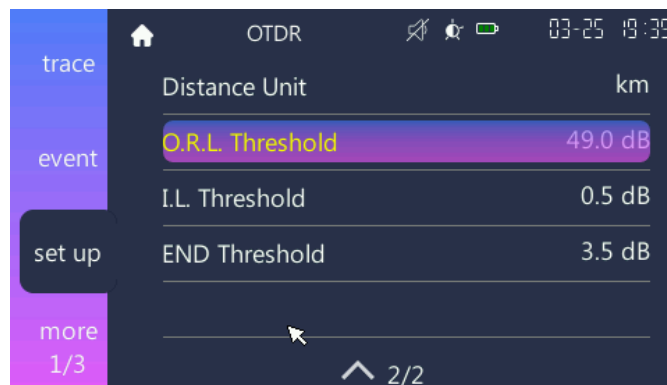 OTDR 03-25 19:39
trace
Distance Unit km
O.R.L. Threshold 49.0 dB
event
I.L. Threshold 0.5 dB
set up
END Threshold 3.5 dB
more
1/3
2/2